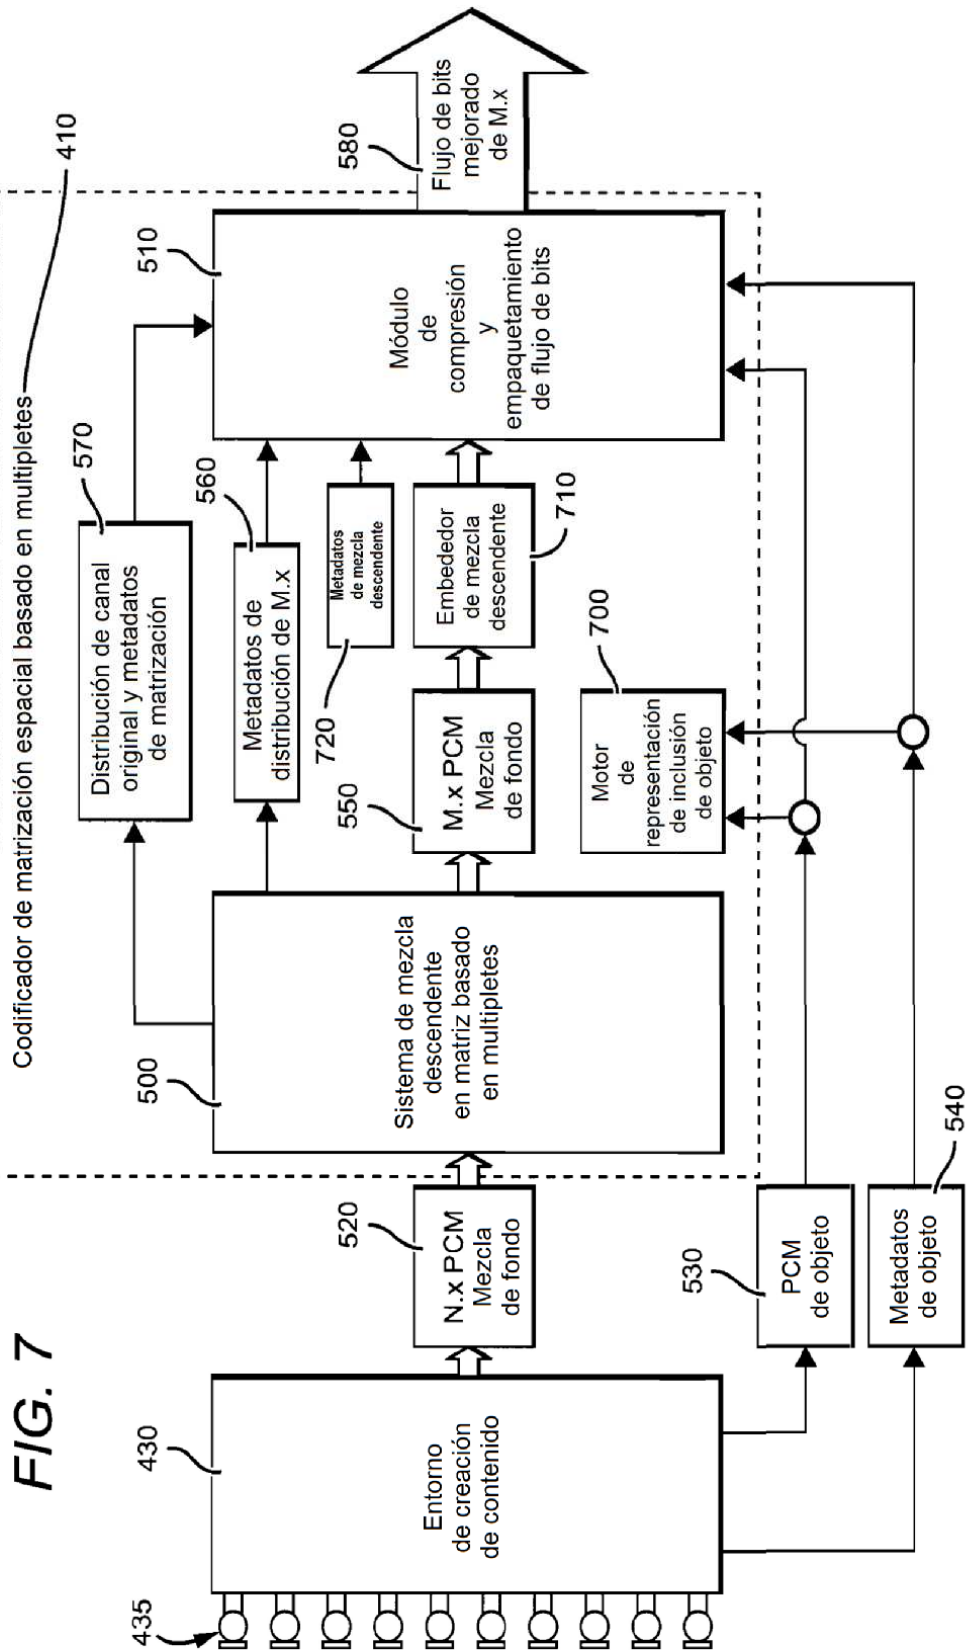 FIG. 7
Codificador de matrización espacial basado en multipletes
410
435
430
Entorno
de creación
de contenido
520
N.x PCM
Mezcla
de fondo
530
PCM
de objeto
540
Metadatos
de objeto
500
Sistema de mezcla
descendente
en matriz basado
en multipletes
570
Distribución de canal
original y metadatos
de matrización
560
Metadatos de
distribución de M.x
720
Metadatos
de mezcla
descendente
550
M.x PCM
Mezcla
de fondo
710
Embededor
de mezcla
descendente
700
Motor
de
representación
de inclusión
de objeto
510
Módulo
de
compresión
y
empaquetamiento
de flujo de bits
580
Flujo de bits
mejorado
de M.x